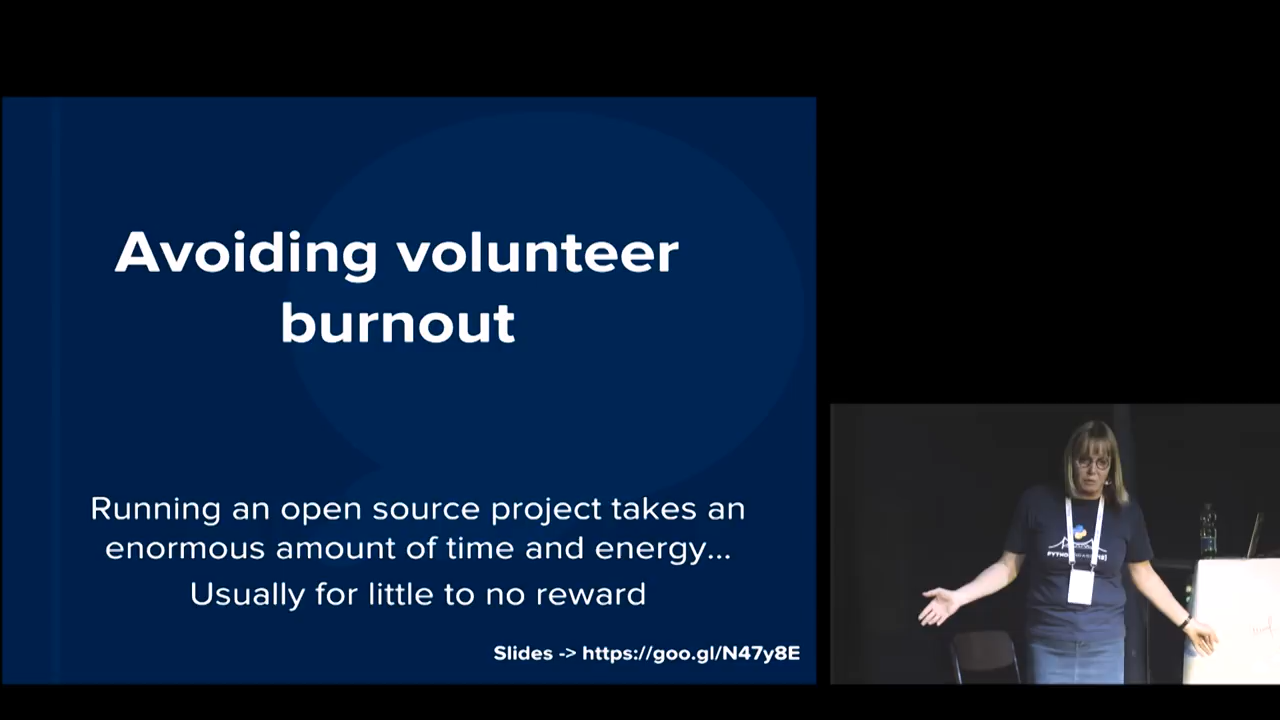 Avoiding volunteer
burnout
Running an open source project takes an
enormous amount of time and energy...
Usually for little to no reward
Slides -> https://goo.gl/N47y8E